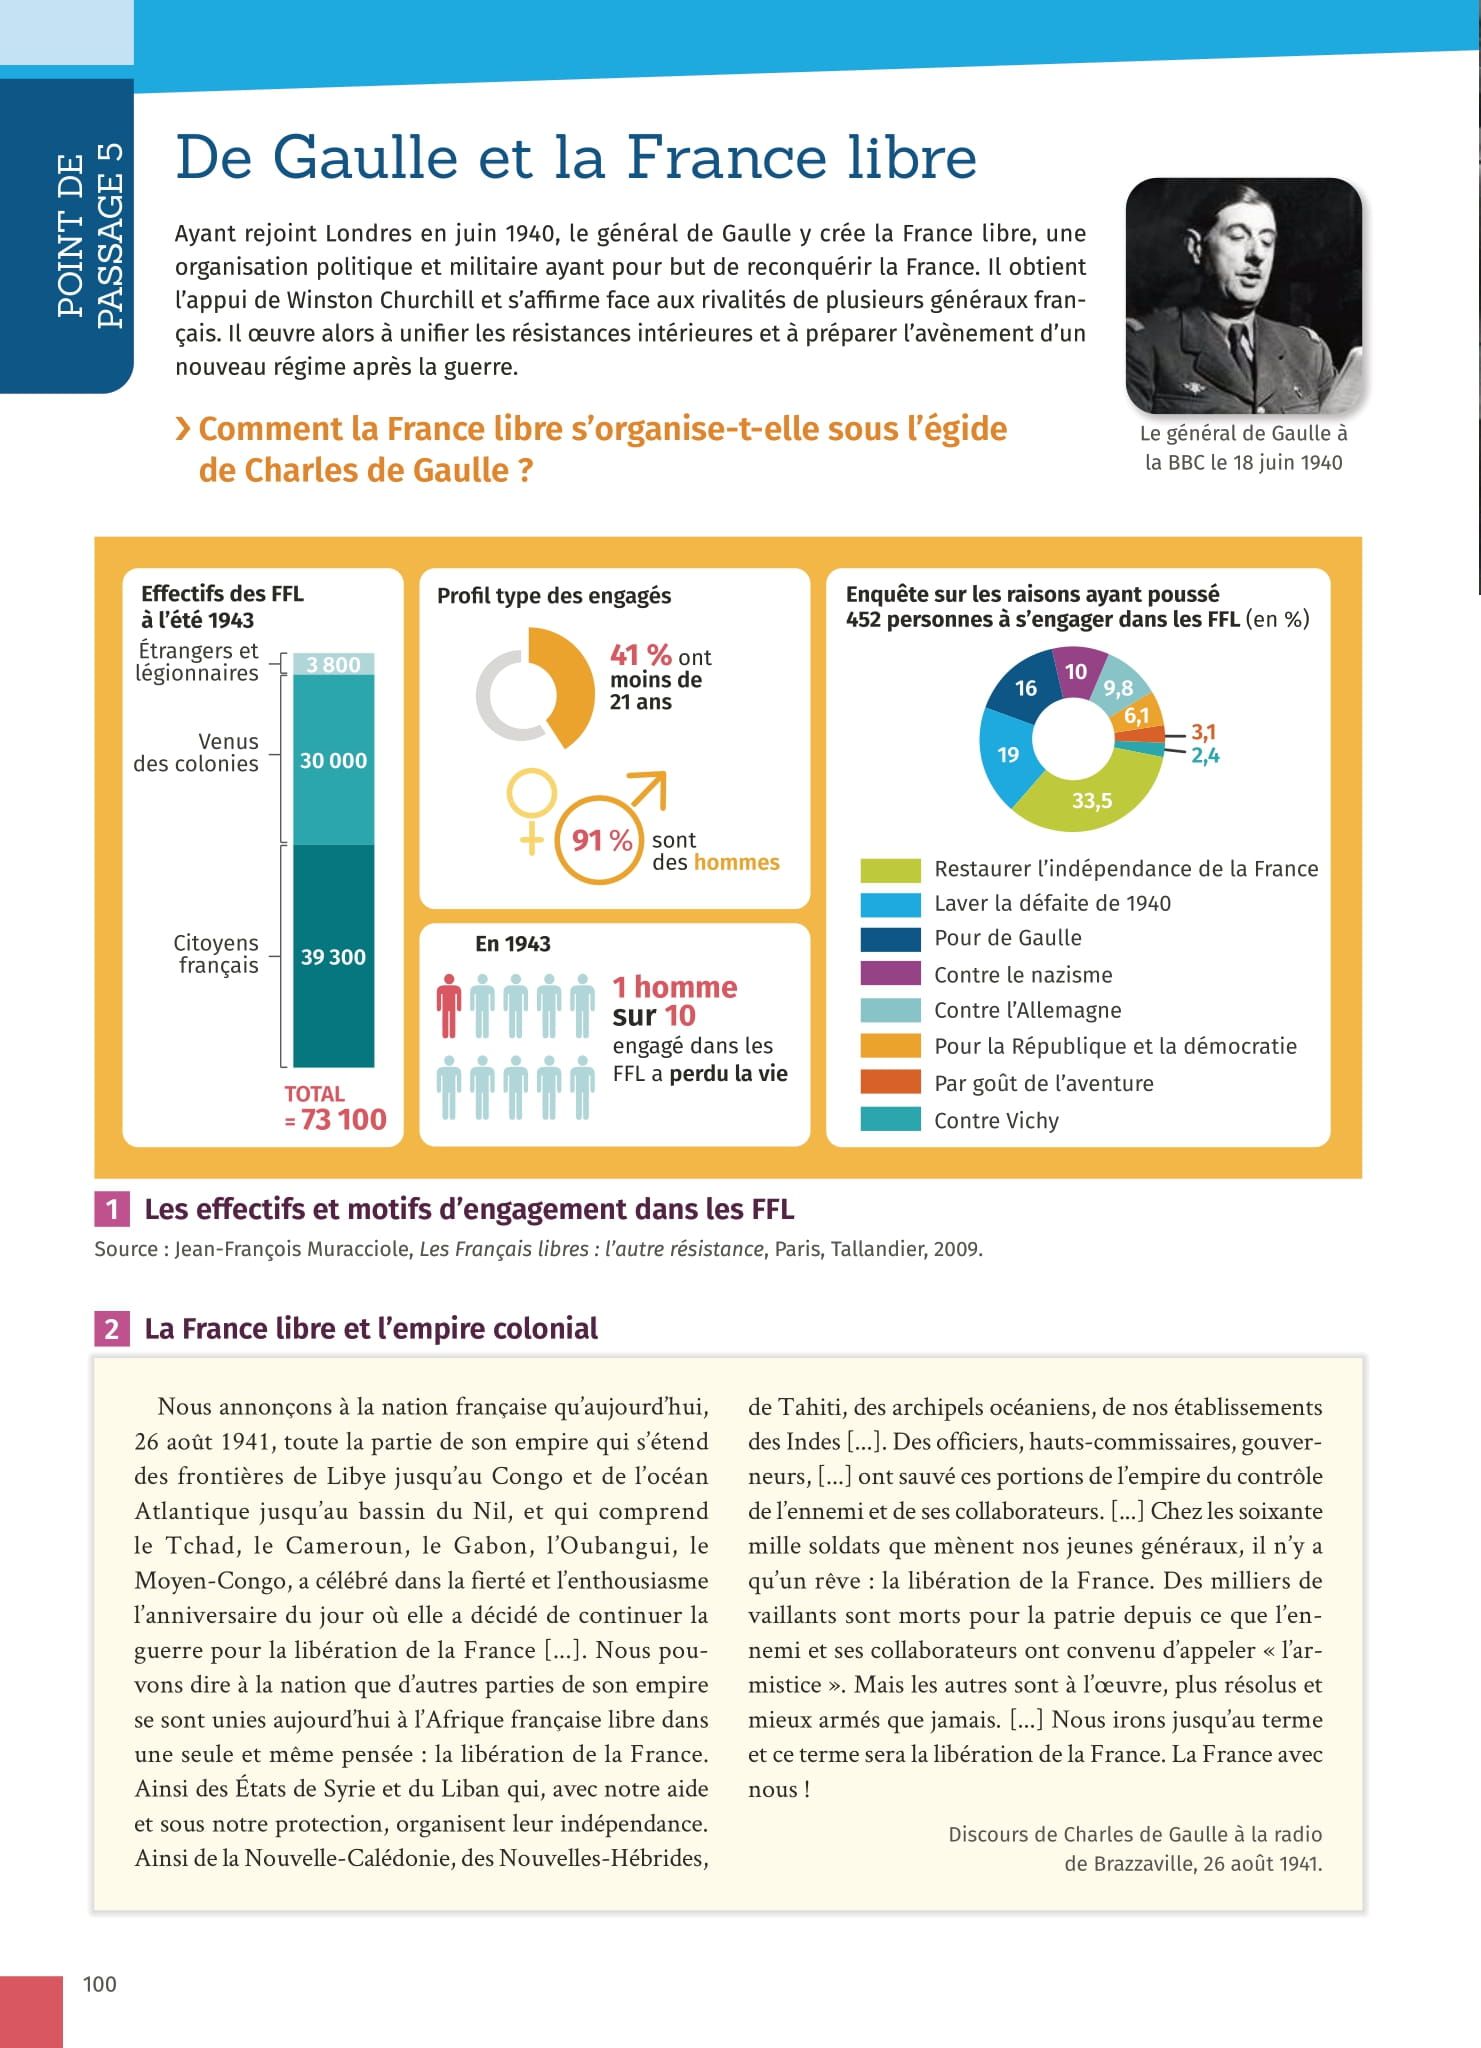 POINT DE
PASSAGE 5
De Gaulle et la France libre
Ayant rejoint Londres en juin 1940, le général de Gaulle y crée la France libre, une
organisation politique et militaire ayant pour but de reconquérir la France. Il obtient
l’appui de Winston Churchill et s’affirme face aux rivalités de plusieurs généraux fran-
çais. Il œuvre alors à unifier les résistances intérieures et à préparer l’avènement d’un
nouveau régime après la guerre.
› Comment la France libre s’organise-t-elle sous l’égide
de Charles de Gaulle ?
Le général de Gaulle à
la BBC le 18 juin 1940
Effectifs des FFL
à l’été 1943
Étrangers et
légionnaires
3 800
Venus
des colonies
30 000
Citoyens
français
39 300
TOTAL
= 73 100
Profil type des engagés
41 % ont
moins de
21 ans
91 % sont
des hommes
En 1943
1 homme
sur 10
engagé dans les
FFL a perdu la vie
Enquête sur les raisons ayant poussé
452 personnes à s’engager dans les FFL (en %)
10
16
9,8
6,1
3,1
19
2,4
33,5
Restaurer l’indépendance de la France
Laver la défaite de 1940
Pour de Gaulle
Contre le nazisme
Contre l’Allemagne
Pour la République et la démocratie
Par goût de l’aventure
Contre Vichy
1 Les effectifs et motifs d’engagement dans les FFL
Source : Jean-François Muracciole, Les Français libres : l’autre résistance, Paris, Tallandier, 2009.
2 La France libre et l’empire colonial
Nous annonçons à la nation française qu’aujourd’hui,
26 août 1941, toute la partie de son empire qui s’étend
des frontières de Libye jusqu’au Congo et de l’océan
Atlantique jusqu’au bassin du Nil, et qui comprend
le Tchad, le Cameroun, le Gabon, l’Oubangui, le
Moyen-Congo, a célébré dans la fierté et l’enthousiasme
l’anniversaire du jour où elle a décidé de continuer la
guerre pour la libération de la France [...]. Nous pou-
vons dire à la nation que d’autres parties de son empire
se sont unies aujourd’hui à l’Afrique française libre dans
une seule et même pensée : la libération de la France.
Ainsi des États de Syrie et du Liban qui, avec notre aide
et sous notre protection, organisent leur indépendance.
Ainsi de la Nouvelle-Calédonie, des Nouvelles-Hébrides,
de Tahiti, des archipels océaniens, de nos établissements
des Indes [...]. Des officiers, hauts-commissaires, gouver-
neurs, [...] ont sauvé ces portions de l’empire du contrôle
de l’ennemi et de ses collaborateurs. [...] Chez les soixante
mille soldats que mènent nos jeunes généraux, il n’y a
qu’un rêve : la libération de la France. Des milliers de
vaillants sont morts pour la patrie depuis ce que l’en-
nemi et ses collaborateurs ont convenu d’appeler « l’ar-
mistice ». Mais les autres sont à l’œuvre, plus résolus et
mieux armés que jamais. [...] Nous irons jusqu’au terme
et ce terme sera la libération de la France. La France avec
nous !
Discours de Charles de Gaulle à la radio
de Brazzaville, 26 août 1941.
100